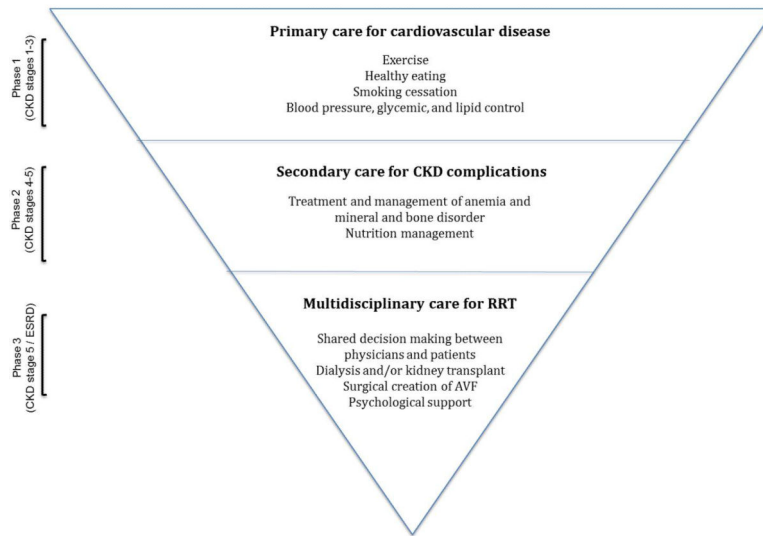 Primary care for cardiovascular disease
Exercise
Healthy eating
Smoking cessation
Blood pressure, glycemic, and lipid control
Phase 1
(CKD stages 1-3)
Secondary care for CKD complications
Treatment and management of anemia and
mineral and bone disorder
Nutrition management
Phase 2
(CKD stages 4-5)
Multidisciplinary care for RRT
Shared decision making between
physicians and patients
Dialysis and/or kidney transplant
Surgical creation of AVF
Psychological support
Phase 3
(CKD stage 5 / ESRD)